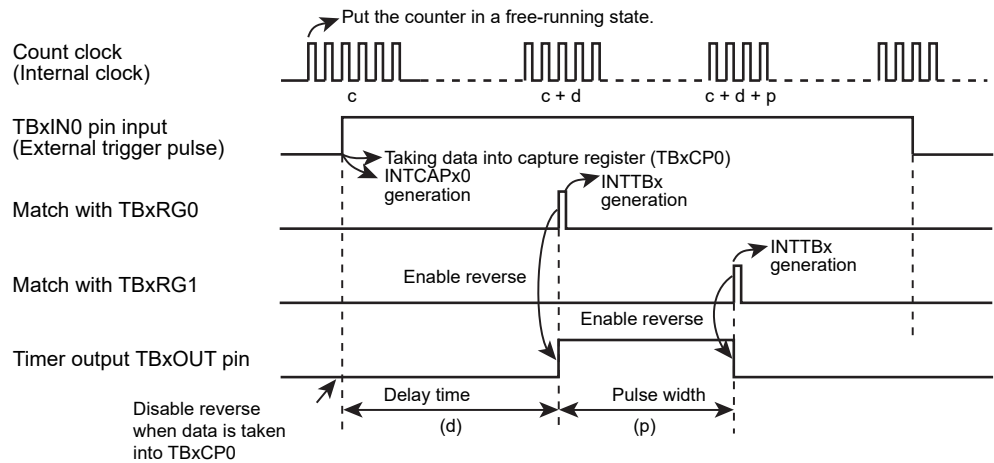 Put the counter in a free-running state.
Count clock
(Internal clock)
c
c + d
c + d + p
TBxIN0 pin input
(External trigger pulse)
Taking data into capture register (TBxCP0)
INTCAPx0
generation
INTTBx
generation
Match with TBxRG0
INTTBx
generation
Enable reverse
Match with TBxRG1
Enable reverse
Timer output TBxOUT pin
Delay time
Pulse width
Disable reverse
when data is taken
into TBxCP0
(d)
(p)